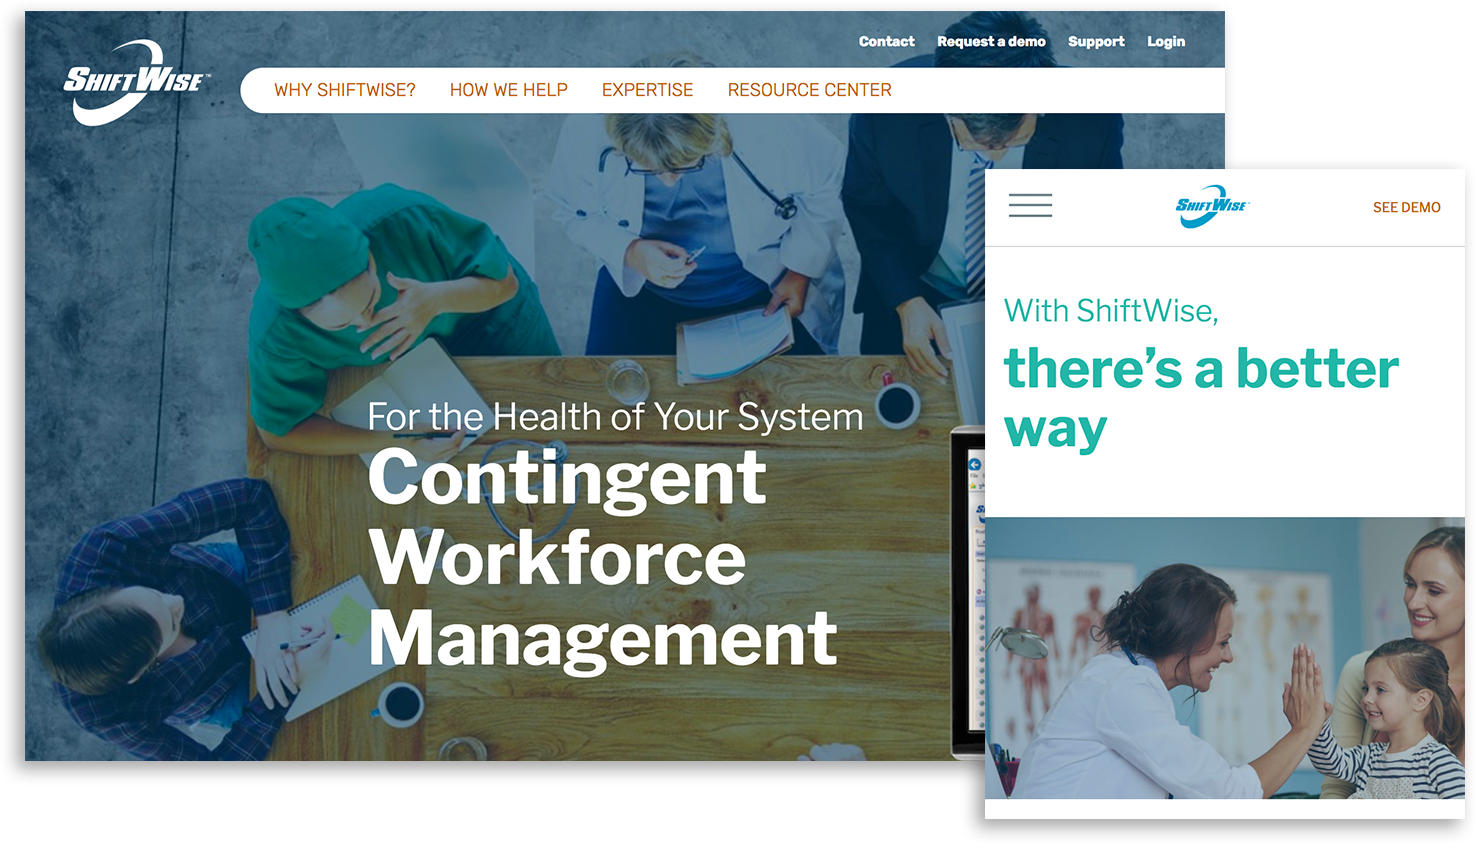 Contact Request a demo Support Login
SHIFTWISE™
WHY SHIFTWISE? HOW WE HELP EXPERTISE RESOURCE CENTER
For the Health of Your System
Contingent
Workforce
Management
SHIFTWISE
SEE DEMO
With ShiftWise,
there's a better
way